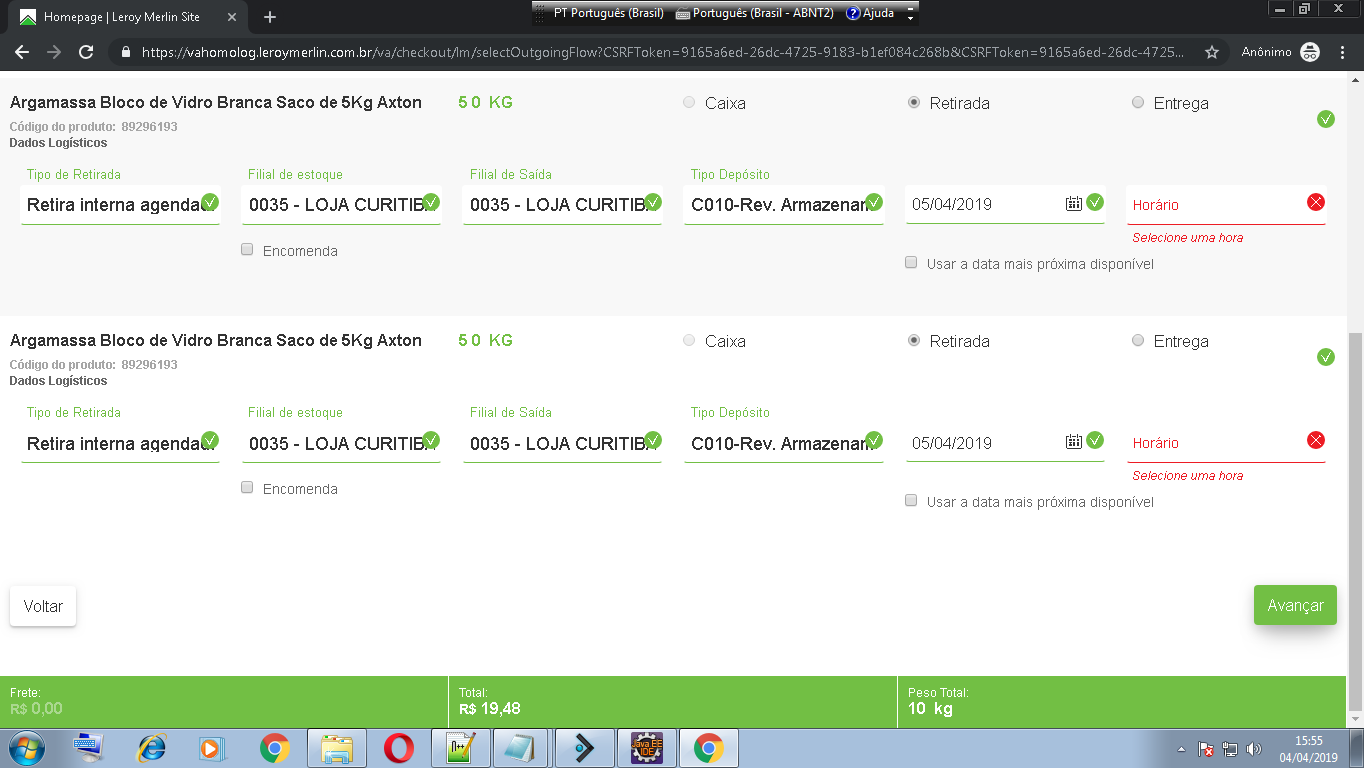 Homepage | Leroy Merlin Site
PT Português (Brasil) Português (Brasil - ABNT2) Ajuda
https://vahomolog.leroymerlin.com.br/va/checkout/lm/selectOutgoingFlow?CSRFToken=9165a6ed-26dc-4725-9183-b1ef084c268b&CSRFToken=9165a6ed-26dc-4725... Anônimo
Argamassa Bloco de Vidro Branca Saco de 5Kg Axton 50 KG Caixa Retirada Entrega
Código do produto: 89296193
Dados Logísticos
Tipo de Retirada Filial de estoque Filial de Saída Tipo Depósito
Retira interna agenda 0035 - LOJA CURITIB 0035 - LOJA CURITIB C010-Rev. Armazena 05/04/2019 Horário
Selecione uma hora
Encomenda
Usar a data mais próxima disponível
Argamassa Bloco de Vidro Branca Saco de 5Kg Axton 50 KG Caixa Retirada Entrega
Código do produto: 89296193
Dados Logísticos
Tipo de Retirada Filial de estoque Filial de Saída Tipo Depósito
Retira interna agenda 0035 - LOJA CURITIB 0035 - LOJA CURITIB C010-Rev. Armazena 05/04/2019 Horário
Selecione uma hora
Encomenda
Usar a data mais próxima disponível
Voltar Avançar
Frete: Total: Peso Total:
R$ 0,00 R$ 19,48 10 kg
Java EE
IDE
15:55
04/04/2019